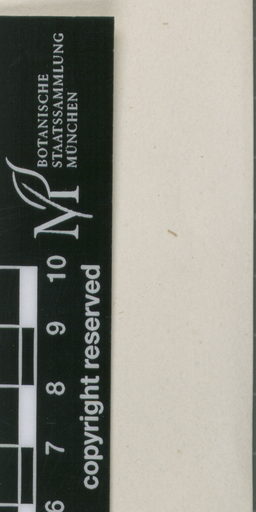 BOTANISCHE
STAATSSAMMLUNG
MÜNCHEN
M
10
9
8
7
6
copyright reserved